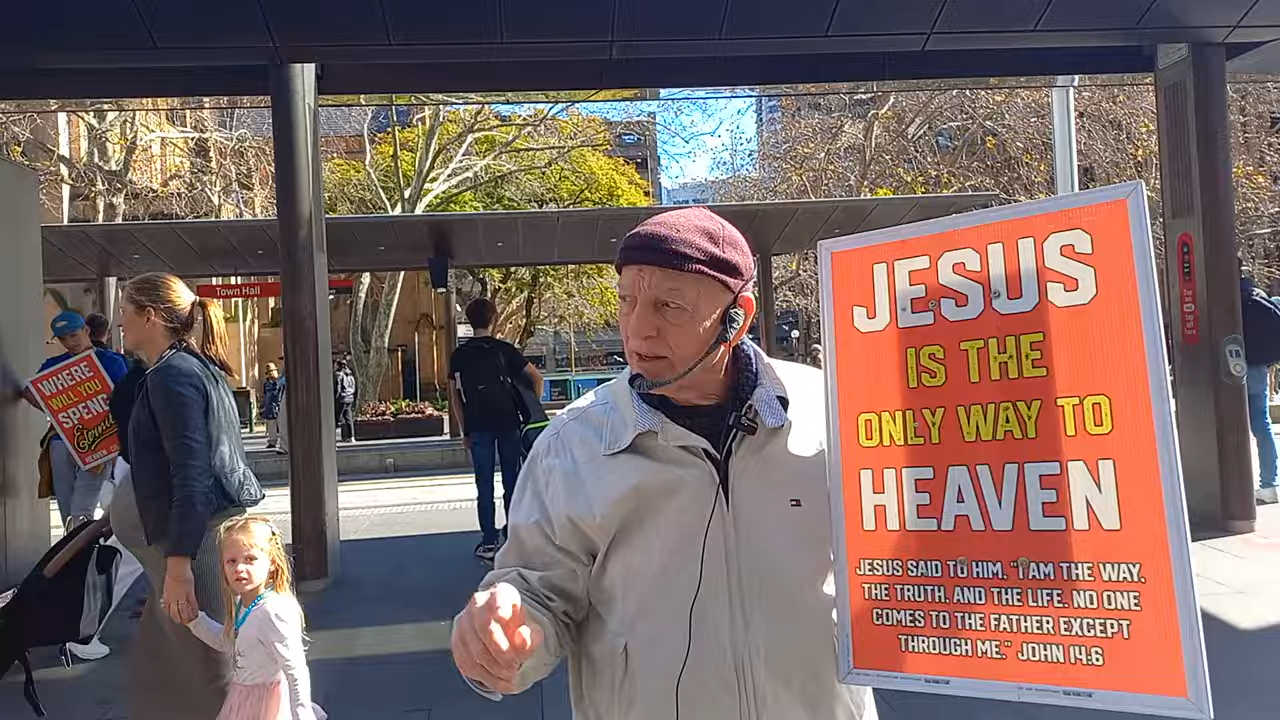 Town Hall
WHERE
WILL YOU
SPEND
JESUS
IS THE
ONLY WAY TO
HEAVEN
JESUS SAID TO HIM, "I AM THE WAY,
THE TRUTH, AND THE LIFE. NO ONE
COMES TO THE FATHER EXCEPT
THROUGH ME." JOHN 14:6